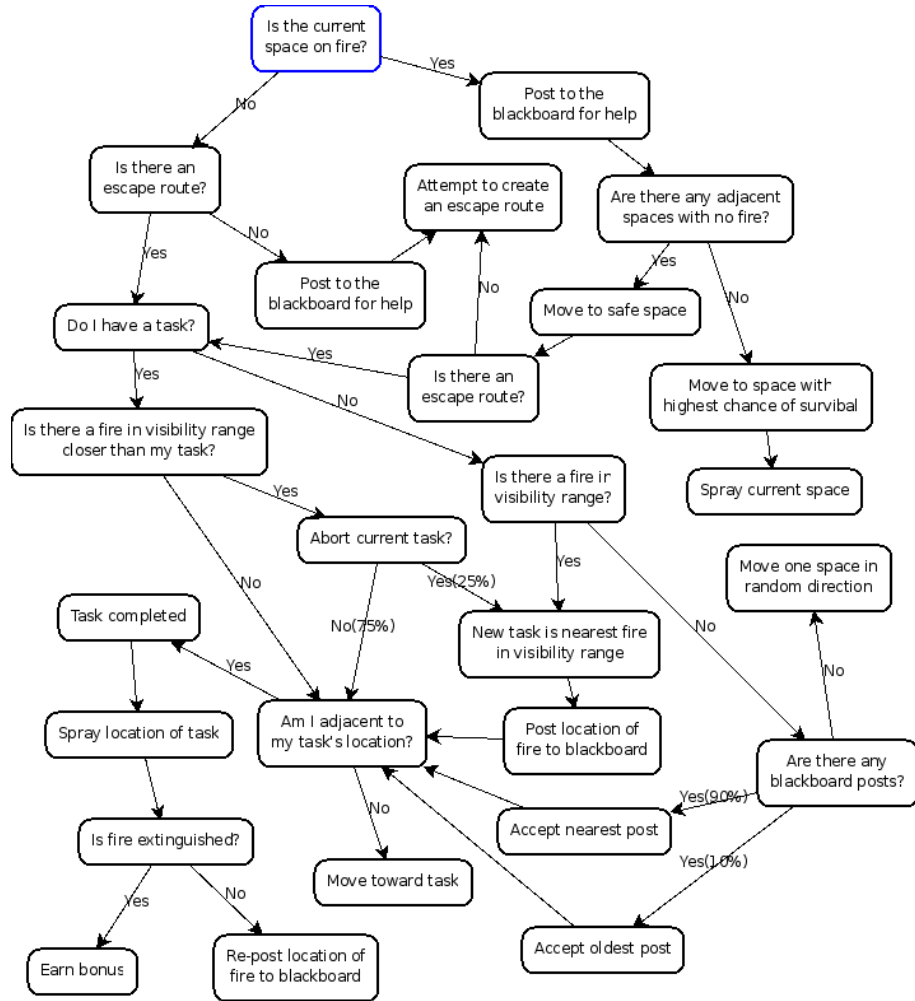 Is the current
space on fire?
Yes
No
Post to the
blackboard for help
Is there an
escape route?
Attempt to create
an escape route
Are there any adjacent
spaces with no fire?
No
Yes
Post to the
blackboard for help
Yes
No
No
Move to safe space
Do I have a task?
Yes
Is there an
escape route?
Yes
No
Move to space with
highest chance of survibal
Is there a fire in visibility range
closer than my task?
Is there a fire in
visibility range?
Spray current space
Yes
Abort current task?
Yes
Move one space in
random direction
No
Yes(25%)
Task completed
No(75%)
New task is nearest fire
in visibility range
No
Yes
No
Spray location of task
Am I adjacent to
my task's location?
Post location of
fire to blackboard
Are there any
blackboard posts?
Yes(90%)
No
Accept nearest post
Is fire extinguished?
Yes(10%)
Move toward task
Yes
No
Earn bonus
Re-post location of
fire to blackboard
Accept oldest post